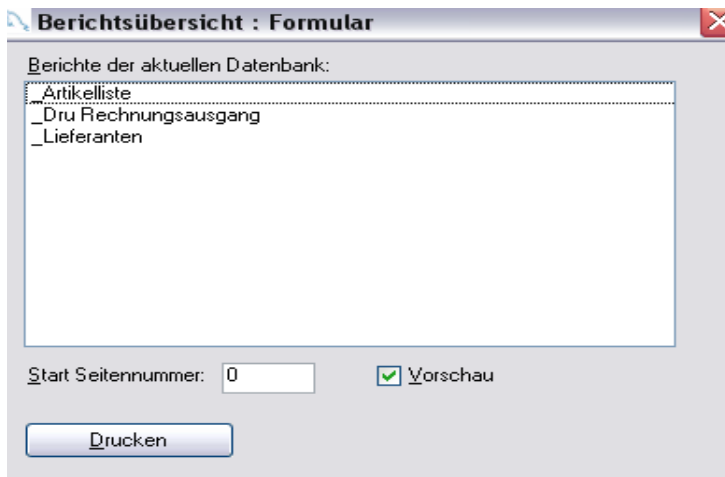 Berichtsübersicht : Formular
Berichte der aktuellen Datenbank:
_Artikelliste
_Dru Rechnungsausgang
_Lieferanten
Start Seitennummer: 0 Vorschau
Drucken